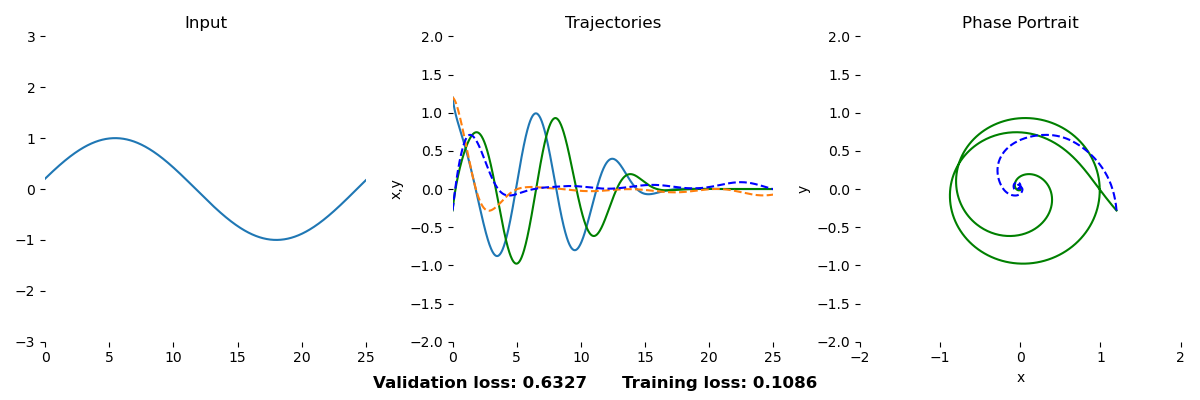 Input
3
2
1
0
−1
−2
−3
0 5 10 15 20 25
Trajectories
x,y
2.0
1.5
1.0
0.5
0.0
−0.5
−1.0
−1.5
−2.0
0 5 10 15 20 25
Phase Portrait
y
2.0
1.5
1.0
0.5
0.0
−0.5
−1.0
−1.5
−2.0
−2 −1 0 1 2
x
Validation loss: 0.6327 Training loss: 0.1086